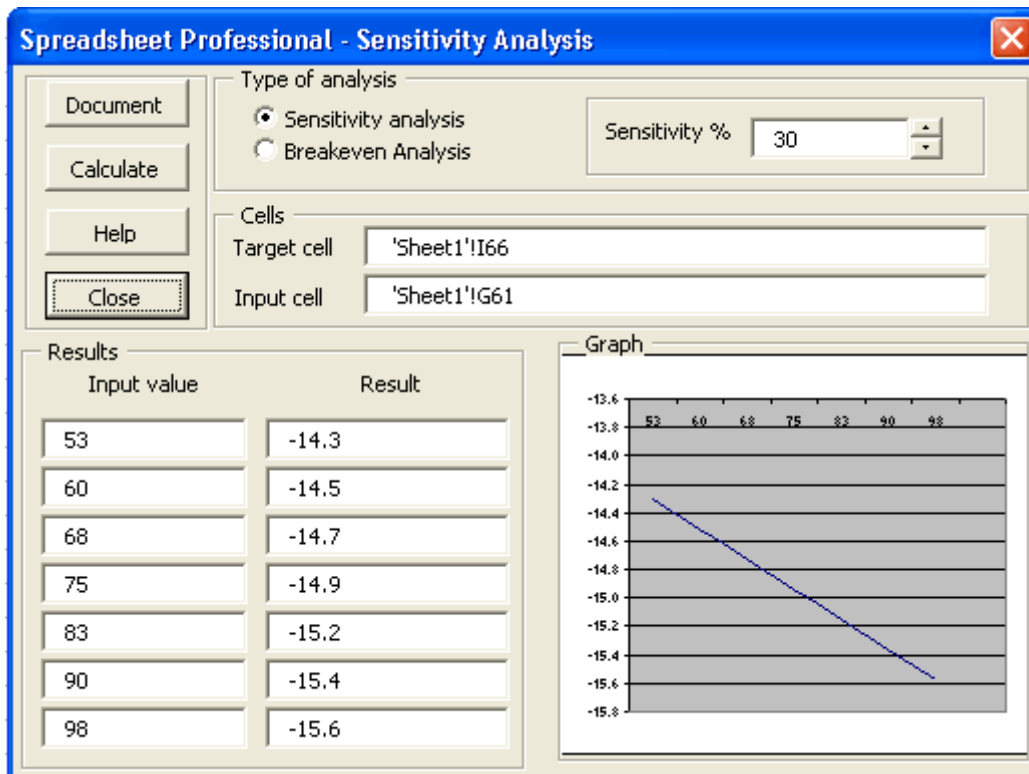 Spreadsheet Professional - Sensitivity Analysis
Document
Calculate
Help
Close
Type of analysis
Sensitivity analysis
Breakeven Analysis
Sensitivity % 30
Cells
Target cell 'Sheet1'!I66
Input cell 'Sheet1'!G61
Results
Input value Result
53 -14.3
60 -14.5
68 -14.7
75 -14.9
83 -15.2
90 -15.4
98 -15.6
Graph
-13.6
-13.8
-14.0
-14.2
-14.4
-14.6
-14.8
-15.0
-15.2
-15.4
-15.6
-15.8
53 60 68 75 83 90 98